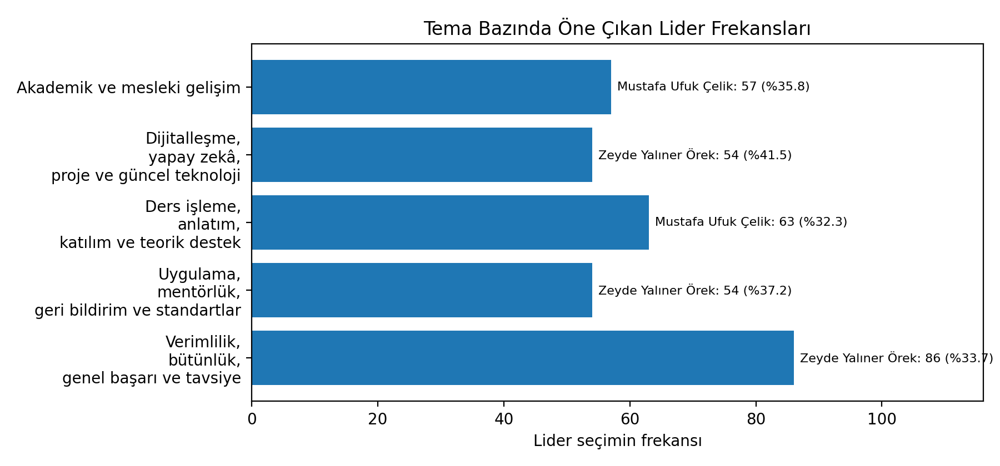 Tema Bazında Öne Çıkan Lider Frekansları
Akademik ve mesleki gelişim
Mustafa Ufuk Çelik: 57 (%35.8)
Dijitalleşme,
yapay zekâ,
proje ve güncel teknoloji
Zeyde Yalıner Örek: 54 (%41.5)
Ders işleme,
anlatım,
katılım ve teorik destek
Mustafa Ufuk Çelik: 63 (%32.3)
Uygulama,
mentörlük,
geri bildirim ve standartlar
Zeyde Yalıner Örek: 54 (%37.2)
Verimlilik,
bütünlük,
genel başarı ve tavsiye
Zeyde Yalıner Örek: 86 (%33.7)
0 20 40 60 80 100
Lider seçimin frekansı